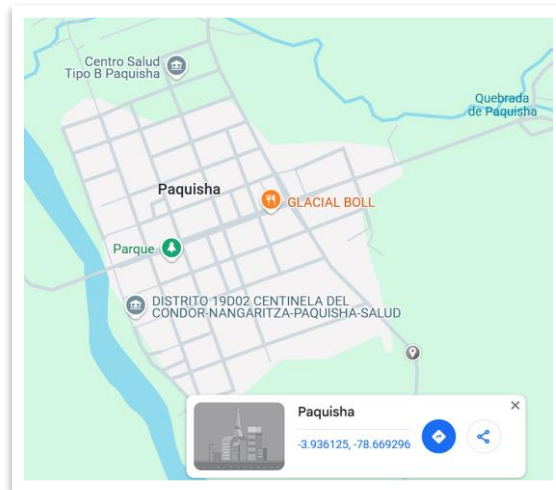 Centro Salud
Tipo B Paquisha
Quebrada
de Paquisha
Paquisha
GLACIAL BOLL
Parque
DISTRITO 19D02 CENTINELA DEL
CONDOR-NANGARITZA-PAQUISHA-SALUD
Paquisha
-3.936125, -78.669296